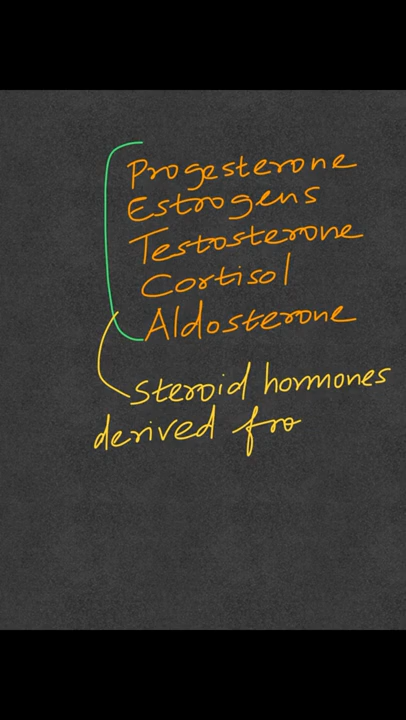 Progesterone
Estrogens
Testosterone
Cortisol
Aldosterone
Steroid hormones
derived fro